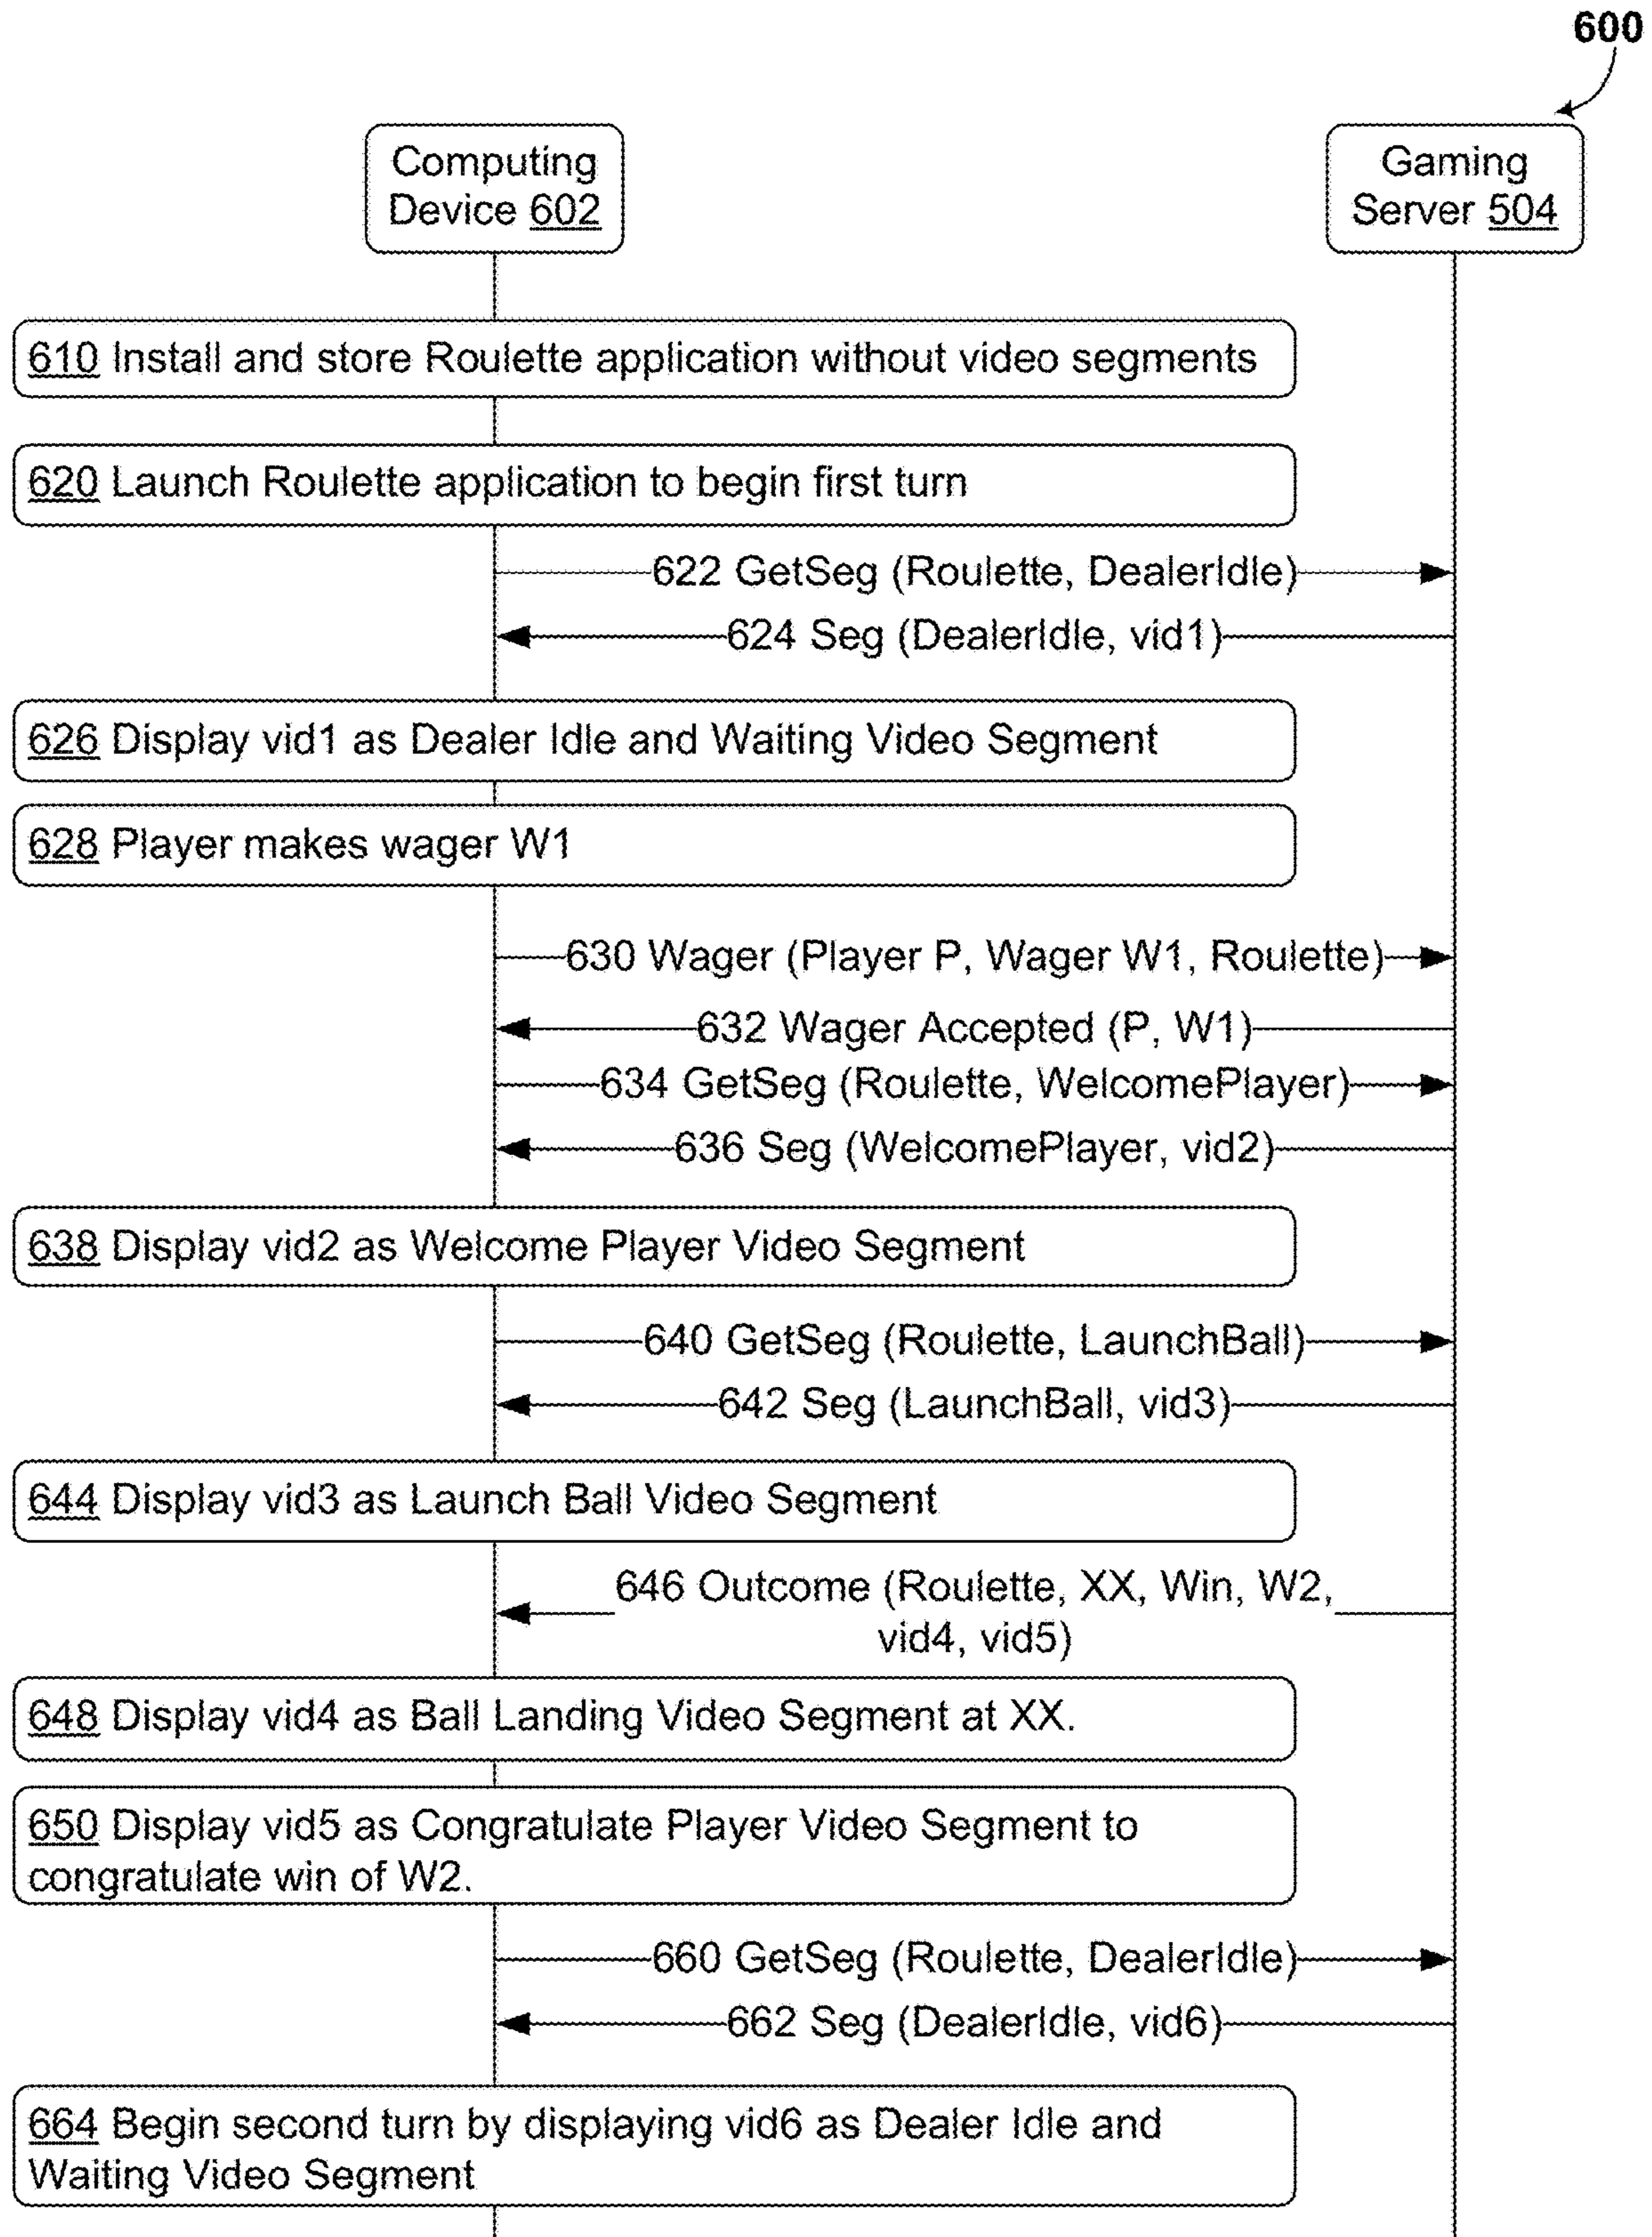 600
Computing
Device 602
Gaming
Server 504
610 Install and store Roulette application without video segments
620 Launch Roulette application to begin first turn
622 GetSeg (Roulette, DealerIdle)
624 Seg (DealerIdle, vid1)
626 Display vid1 as Dealer Idle and Waiting Video Segment
628 Player makes wager W1
630 Wager (Player P, Wager W1, Roulette)
632 Wager Accepted (P, W1)
634 GetSeg (Roulette, WelcomePlayer)
636 Seg (WelcomePlayer, vid2)
638 Display vid2 as Welcome Player Video Segment
640 GetSeg (Roulette, LaunchBall)
642 Seg (LaunchBall, vid3)
644 Display vid3 as Launch Ball Video Segment
646 Outcome (Roulette, XX, Win, W2,
vid4, vid5)
648 Display vid4 as Ball Landing Video Segment at XX.
650 Display vid5 as Congratulate Player Video Segment to
congratulate win of W2.
660 GetSeg (Roulette, DealerIdle)
662 Seg (DealerIdle, vid6)
664 Begin second turn by displaying vid6 as Dealer Idle and
Waiting Video Segment